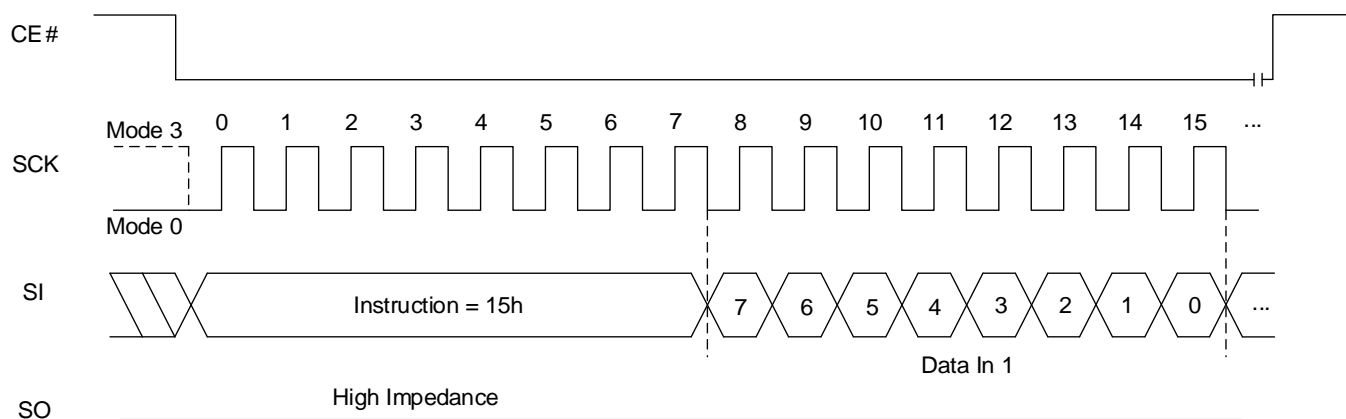 CE#
Mode 3 0 1 2 3 4 5 6 7 8 9 10 11 12 13 14 15 ...
SCK
Mode 0
SI Instruction = 15h 7 6 5 4 3 2 1 0 ...
Data In 1
High Impedance
SO